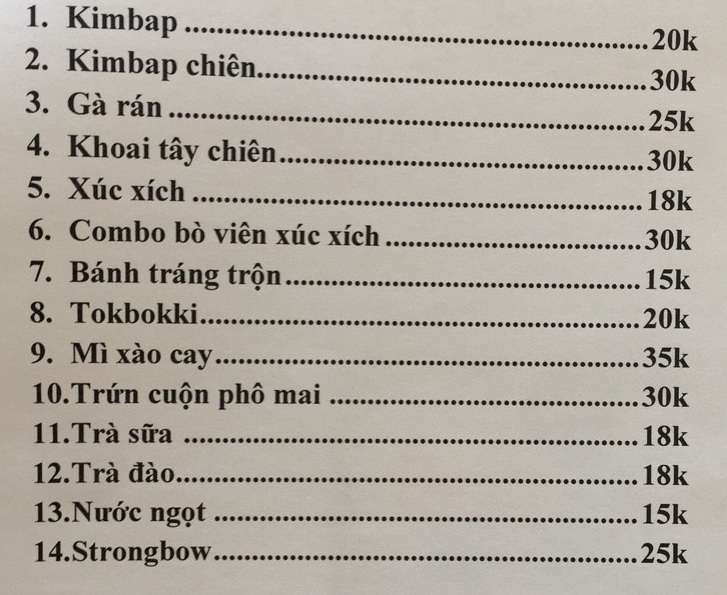 1. Kimbap ........................................................20k
2. Kimbap chiên...............................................30k
3. Gà rán .........................................................25k
4. Khoai tây chiên............................................30k
5. Xúc xích ...................................................... 18k
6. Combo bò viên xúc xích ...............................30k
7. Bánh tráng trộn........................................... 15k
8. Tokbokki.....................................................20k
9. Mì xào cay...................................................35k
10.Trứn cuộn phô mai .....................................30k
11.Trà sữa ....................................................... 18k
12.Trà đào........................................................ 18k
13.Nước ngọt ................................................... 15k
14.Strongbow...................................................25k